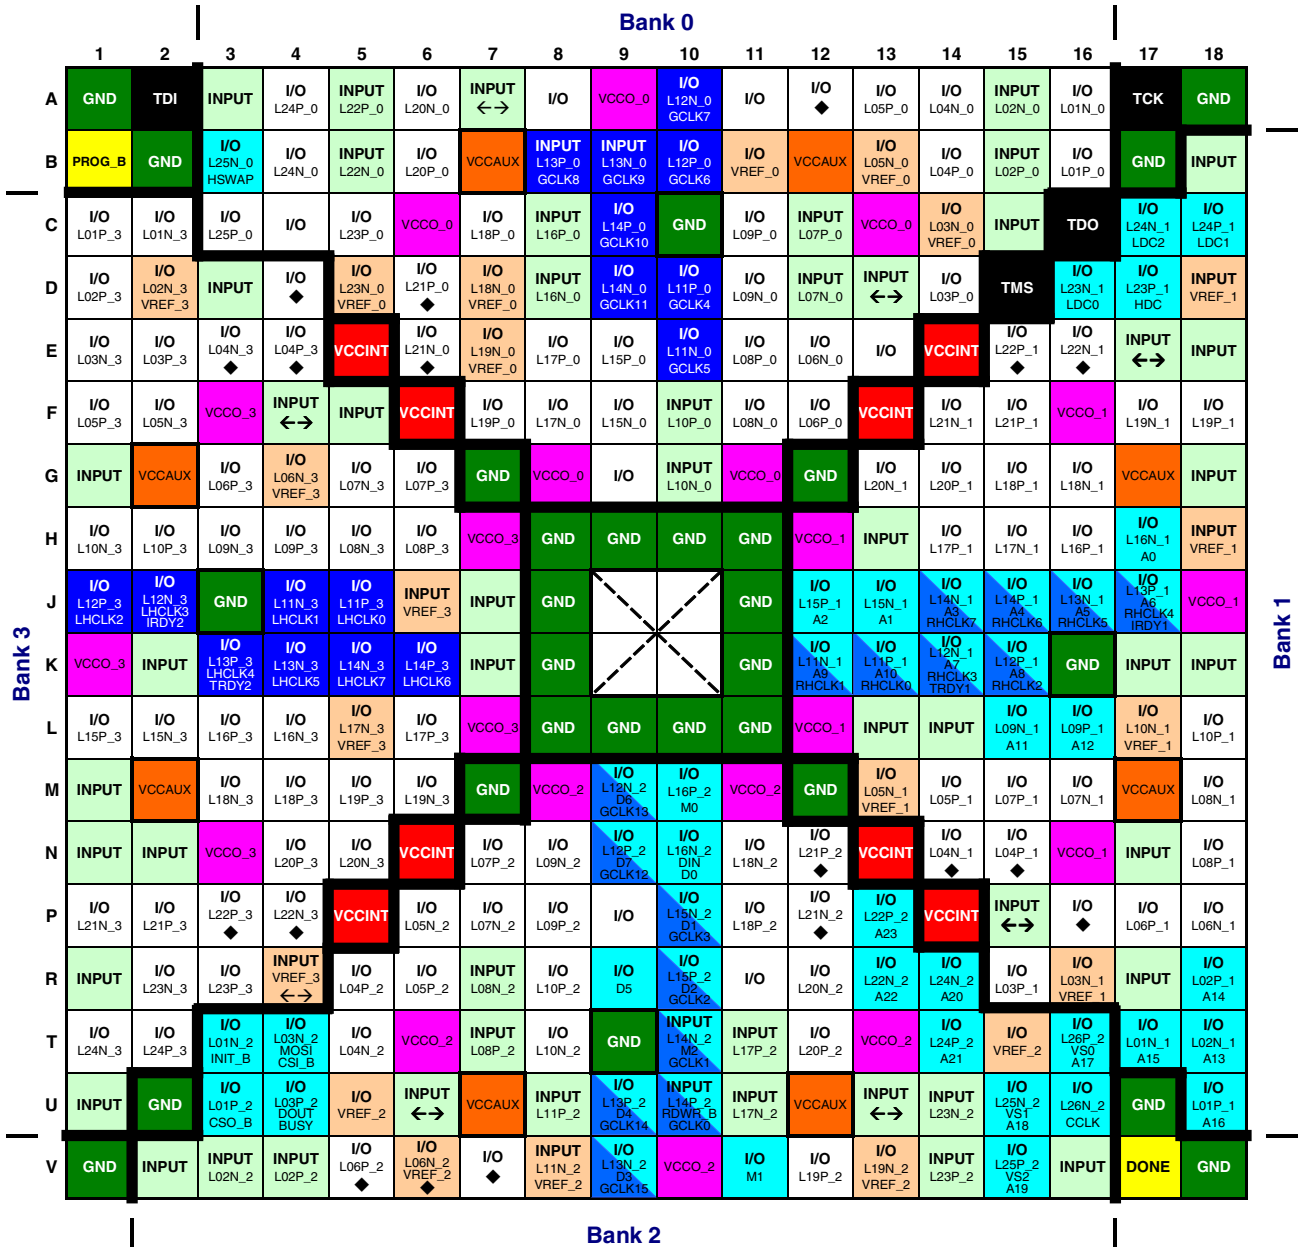 Bank 0
1 2 3 4 5 6 7 8 9 10 11 12 13 14 15 16 17 18
A GND TDI INPUT I/O L24P_0 INPUT L22P_0 I/O L20N_0 INPUT ←→ I/O VCCO_0 I/O L12N_0 GCLK7 I/O I/O ◆ I/O L05P_0 I/O L04N_0 INPUT L02N_0 I/O L01N_0 TCK GND
B PROG_B GND I/O L25N_0 HSWAP I/O L24N_0 INPUT L22N_0 I/O L20P_0 VCCAUX INPUT L13P_0 GCLK8 INPUT L13N_0 GCLK9 I/O L12P_0 GCLK6 I/O VREF_0 VCCAUX I/O L05N_0 VREF_0 I/O L04P_0 INPUT L02P_0 I/O L01P_0 GND INPUT
C I/O L01P_3 I/O L01N_3 I/O L25P_0 I/O I/O L23P_0 VCCO_0 I/O L18P_0 INPUT L16P_0 I/O L14P_0 GCLK10 GND I/O L09P_0 INPUT L07P_0 VCCO_0 I/O L03N_0 VREF_0 INPUT TDO I/O L24N_1 LDC2 I/O L24P_1 LDC1
D I/O L02P_3 I/O L02N_3 VREF_3 INPUT I/O ◆ I/O L23N_0 VREF_0 I/O L21P_0 ◆ I/O L18N_0 VREF_0 INPUT L16N_0 I/O L14N_0 GCLK11 I/O L11P_0 GCLK4 I/O L09N_0 INPUT L07N_0 INPUT ←→ I/O L03P_0 TMS I/O L23N_1 LDC0 I/O L23P_1 HDC INPUT VREF_1
E I/O L03N_3 I/O L03P_3 I/O L04N_3 ◆ I/O L04P_3 ◆ VCCINT I/O L21N_0 ◆ I/O L19N_0 VREF_0 I/O L17P_0 I/O L15P_0 I/O L11N_0 GCLK5 I/O L08P_0 I/O L06N_0 I/O VCCINT I/O L22P_1 ◆ I/O L22N_1 ◆ INPUT ←→ INPUT
F I/O L05P_3 I/O L05N_3 VCCO_3 INPUT ←→ INPUT VCCINT I/O L19P_0 I/O L17N_0 I/O L15N_0 INPUT L10P_0 I/O L08N_0 I/O L06P_0 VCCINT I/O L21N_1 I/O L21P_1 VCCO_1 I/O L19N_1 I/O L19P_1
G INPUT VCCAUX I/O L06P_3 I/O L06N_3 VREF_3 I/O L07N_3 I/O L07P_3 GND VCCO_0 I/O INPUT L10N_0 VCCO_0 GND I/O L20N_1 I/O L20P_1 I/O L18P_1 I/O L18N_1 VCCAUX INPUT
H I/O L10N_3 I/O L10P_3 I/O L09N_3 I/O L09P_3 I/O L08N_3 I/O L08P_3 VCCO_3 GND GND GND GND VCCO_1 INPUT I/O L17P_1 I/O L17N_1 I/O L16P_1 I/O L16N_1 A0 INPUT VREF_1
J I/O L12P_3 LHCLK2 I/O L12N_3 LHCLK3 IRDY2 GND I/O L11N_3 LHCLK1 I/O L11P_3 LHCLK0 INPUT VREF_3 INPUT GND GND I/O L15P_1 A2 I/O L15N_1 A1 I/O L14N_1 A3 RHCLK7 I/O L14P_1 A4 RHCLK6 I/O L13N_1 A5 RHCLK5 I/O L13P_1 A6 RHCLK4 IRDY1 VCCO_1
Bank 3
Bank 1
K VCCO_3 INPUT I/O L13P_3 LHCLK4 TRDY2 I/O L13N_3 LHCLK5 I/O L14N_3 LHCLK7 I/O L14P_3 LHCLK6 INPUT GND GND I/O L11N_1 A9 RHCLK1 I/O L11P_1 A10 RHCLK0 I/O L12N_1 A7 RHCLK3 TRDY1 I/O L12P_1 A8 RHCLK2 GND INPUT INPUT
L I/O L15P_3 I/O L15N_3 I/O L16P_3 I/O L16N_3 I/O L17N_3 VREF_3 I/O L17P_3 VCCO_3 GND GND GND GND VCCO_1 INPUT INPUT I/O L09N_1 A11 I/O L09P_1 A12 I/O L10N_1 VREF_1 I/O L10P_1
M INPUT VCCAUX I/O L18N_3 I/O L18P_3 I/O L19P_3 I/O L19N_3 GND VCCO_2 I/O L12N_2 D6 GCLK13 I/O L16P_2 M0 VCCO_2 GND I/O L05N_1 VREF_1 I/O L05P_1 I/O L07P_1 I/O L07N_1 VCCAUX I/O L08N_1
N INPUT INPUT VCCO_3 I/O L20P_3 I/O L20N_3 VCCINT I/O L07P_2 I/O L09N_2 I/O L12P_2 D7 GCLK12 I/O L16N_2 DIN D0 I/O L18N_2 I/O L21P_2 ◆ VCCINT I/O L04N_1 ◆ I/O L04P_1 ◆ VCCO_1 INPUT I/O L08P_1
P I/O L21N_3 I/O L21P_3 I/O L22P_3 ◆ I/O L22N_3 ◆ VCCINT I/O L05N_2 I/O L07N_2 I/O L09P_2 I/O I/O L15N_2 D1 GCLK3 I/O L18P_2 I/O L21N_2 ◆ I/O L22P_2 A23 VCCINT INPUT ←→ I/O ◆ I/O L06P_1 I/O L06N_1
R INPUT I/O L23N_3 I/O L23P_3 INPUT VREF_3 ←→ I/O L04P_2 I/O L05P_2 INPUT L08N_2 I/O L10P_2 I/O D5 I/O L15P_2 D2 GCLK2 I/O I/O L20N_2 I/O L22N_2 A22 I/O L24N_2 A20 I/O L03P_1 I/O L03N_1 VREF_1 INPUT I/O L02P_1 A14
T I/O L24N_3 I/O L24P_3 I/O L01N_2 INIT_B I/O L03N_2 MOSI CSI_B I/O L04N_2 VCCO_2 INPUT L08P_2 I/O L10N_2 GND INPUT L14N_2 M2 GCLK1 INPUT L17P_2 I/O L20P_2 VCCO_2 I/O L24P_2 A21 I/O VREF_2 I/O L26P_2 VS0 A17 I/O L01N_1 A15 I/O L02N_1 A13
U INPUT GND I/O L01P_2 CSO_B I/O L03P_2 DOUT BUSY I/O VREF_2 INPUT ←→ VCCAUX INPUT L11P_2 I/O L13P_2 D4 GCLK14 INPUT L14P_2 RDWR_B GCLK0 INPUT L17N_2 VCCAUX INPUT ←→ INPUT L23N_2 I/O L25N_2 VS1 A18 I/O L26N_2 CCLK GND I/O L01P_1 A16
V GND INPUT INPUT L02N_2 INPUT L02P_2 I/O L06P_2 ◆ I/O L06N_2 VREF_2 ◆ I/O ◆ INPUT L11N_2 VREF_2 I/O L13N_2 D3 GCLK15 VCCO_2 I/O M1 I/O L19P_2 I/O L19N_2 VREF_2 INPUT L23P_2 I/O L25P_2 VS2 A19 INPUT DONE GND
Bank 2